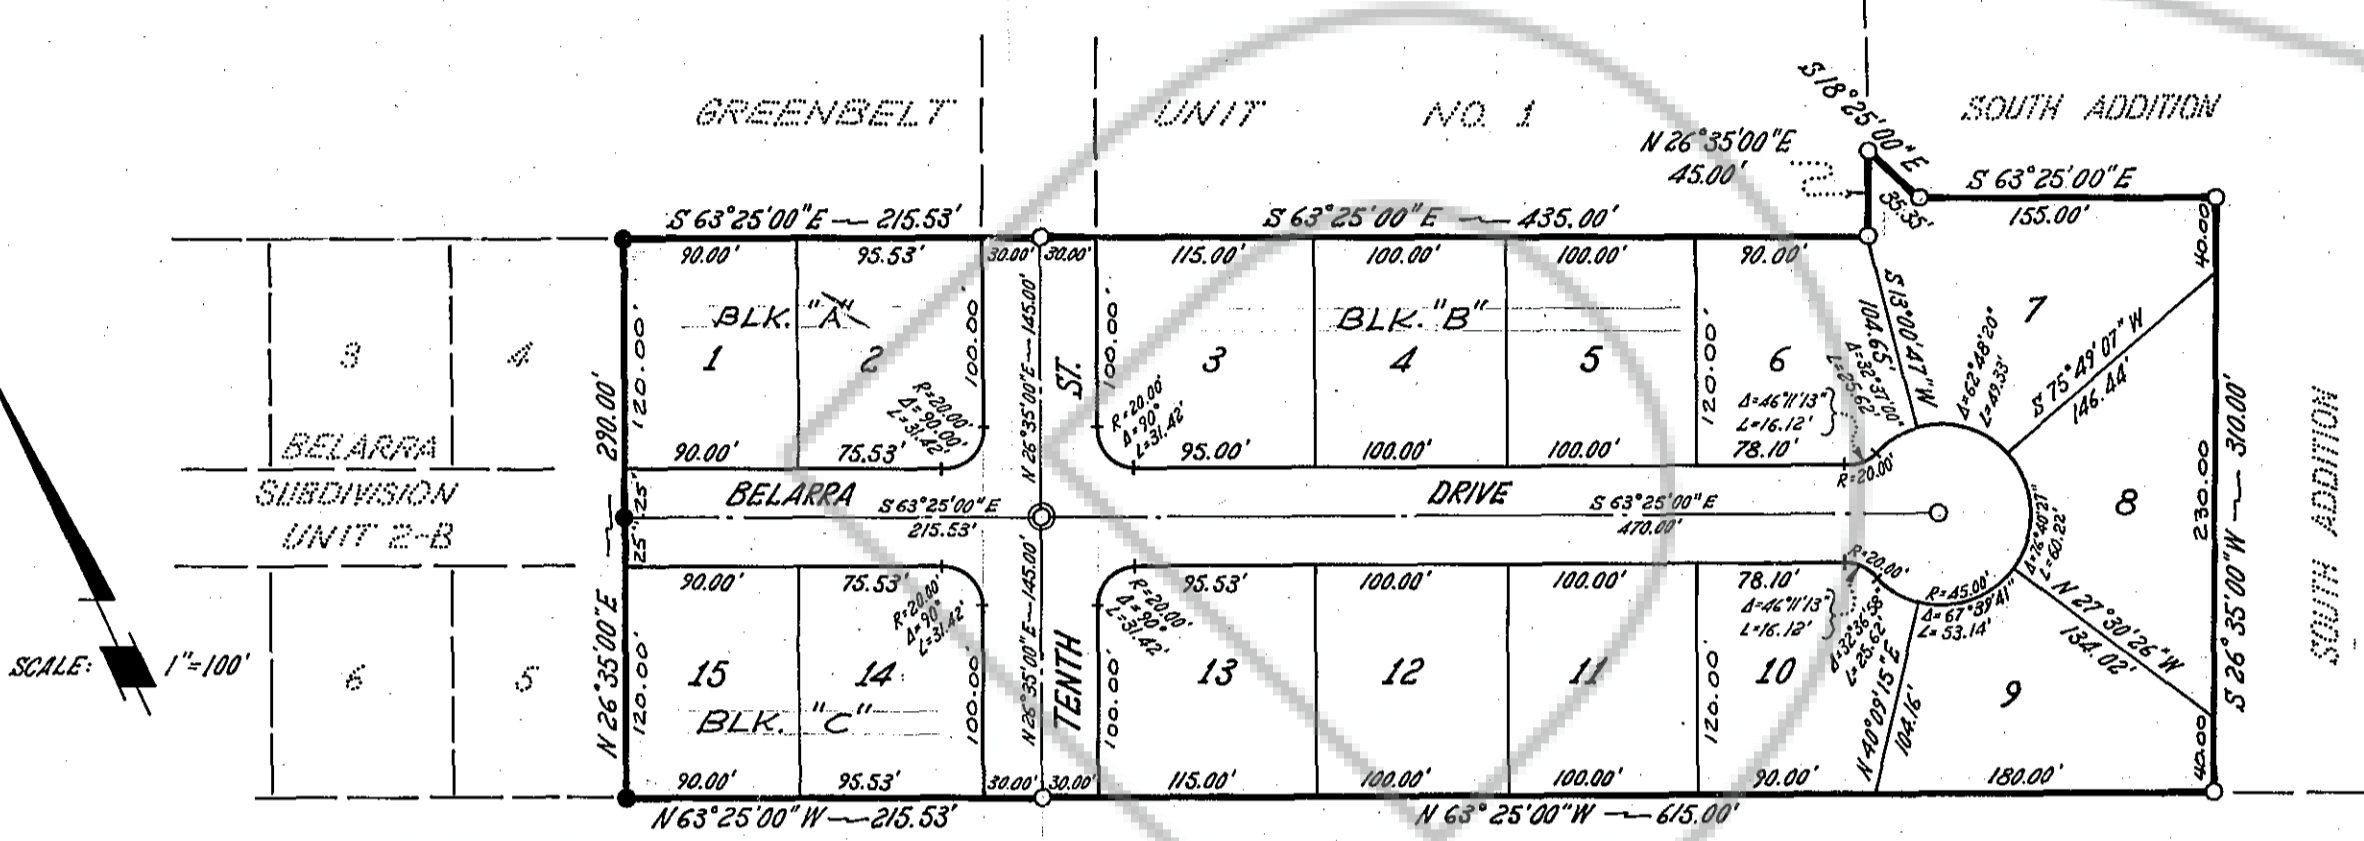 GREENBELT UNIT NO. 1
SOUTH ADDITION
S 18°25'00"E
35.35'
N 26°35'00"E
45.00'
S 63°25'00"E
155.00'
S 63°25'00"E — 215.53'
S 63°25'00"E — 435.00'
90.00' 95.53' 30.00' 30.00' 115.00' 100.00' 100.00' 90.00'
40.00
BLK. "A"
BLK. "B"
3 4
1 2 3 4 5 6 7
120.00'
100.00'
100.00'
120.00'
N 26°35'00"E — 145.00'
TENTH ST.
R=20.00'
Δ=90.00'
L=31.42'
R=20.00'
Δ=90°
L=31.42'
Δ=46°11'13"
L=16.12'
Δ=32°37'00"
L=25.62'
S 13°00'47"W
104.65'
Δ=62°48'20"
L=49.33'
S 75°49'07"W
146.44'
90.00' 75.53' 95.00' 100.00' 100.00' 78.10'
R=20.00'
BELARRA
SUBDIVISION
UNIT 2-B
290.00'
N 26°35'00"E
25'
25'
BELARRA DRIVE
S 63°25'00"E
215.53'
S 63°25'00"E
470.00'
8
Δ=76°40'27"
L=60.22'
230.00
S 26°35'00"W — 310.00'
SOUTH ADDITION
90.00' 75.53' 95.53' 100.00' 100.00' 78.10'
R=20.00'
R=20.00'
Δ=90°
L=31.42'
R=20.00'
Δ=90°
L=31.42'
Δ=46°11'13"
L=16.12'
Δ=32°36'58"
L=25.62'
R=45.00'
Δ=67°39'41"
L=53.14'
N 27°30'26"W
134.02'
N 40°09'15"E
104.16'
SCALE: 1"=100'
6 5
15 14 13 12 11 10 9
BLK. "C"
120.00'
100.00'
N 26°35'00"E — 145.00'
100.00'
120.00'
40.00
90.00' 95.53' 30.00' 30.00' 115.00' 100.00' 100.00' 90.00' 180.00'
N 63°25'00"W — 215.53'
N 63°25'00"W — 615.00'